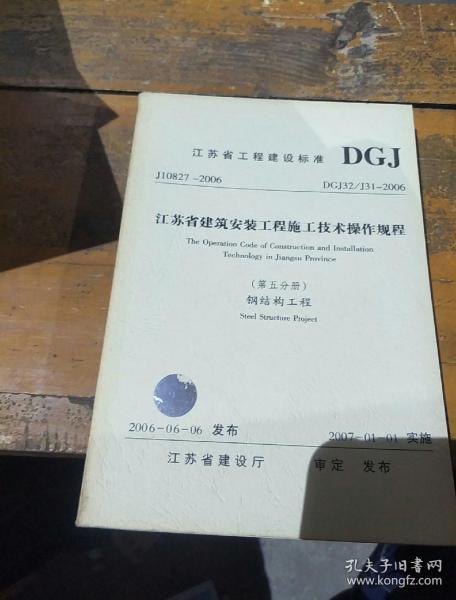 江苏省工程建设标准 DGJ
J10827-2006 DGJ32/J31-2006
江苏省建筑安装工程施工技术操作规程
The Operation Code of Construction and Installation
Technology in Jiangsu Province
(第五分册)
钢结构工程
Steel Structure Project
2006-06-06 发布 2007-01-01 实施
江苏省建设厅 审定 发布
孔夫子旧书网
www.kongfz.com